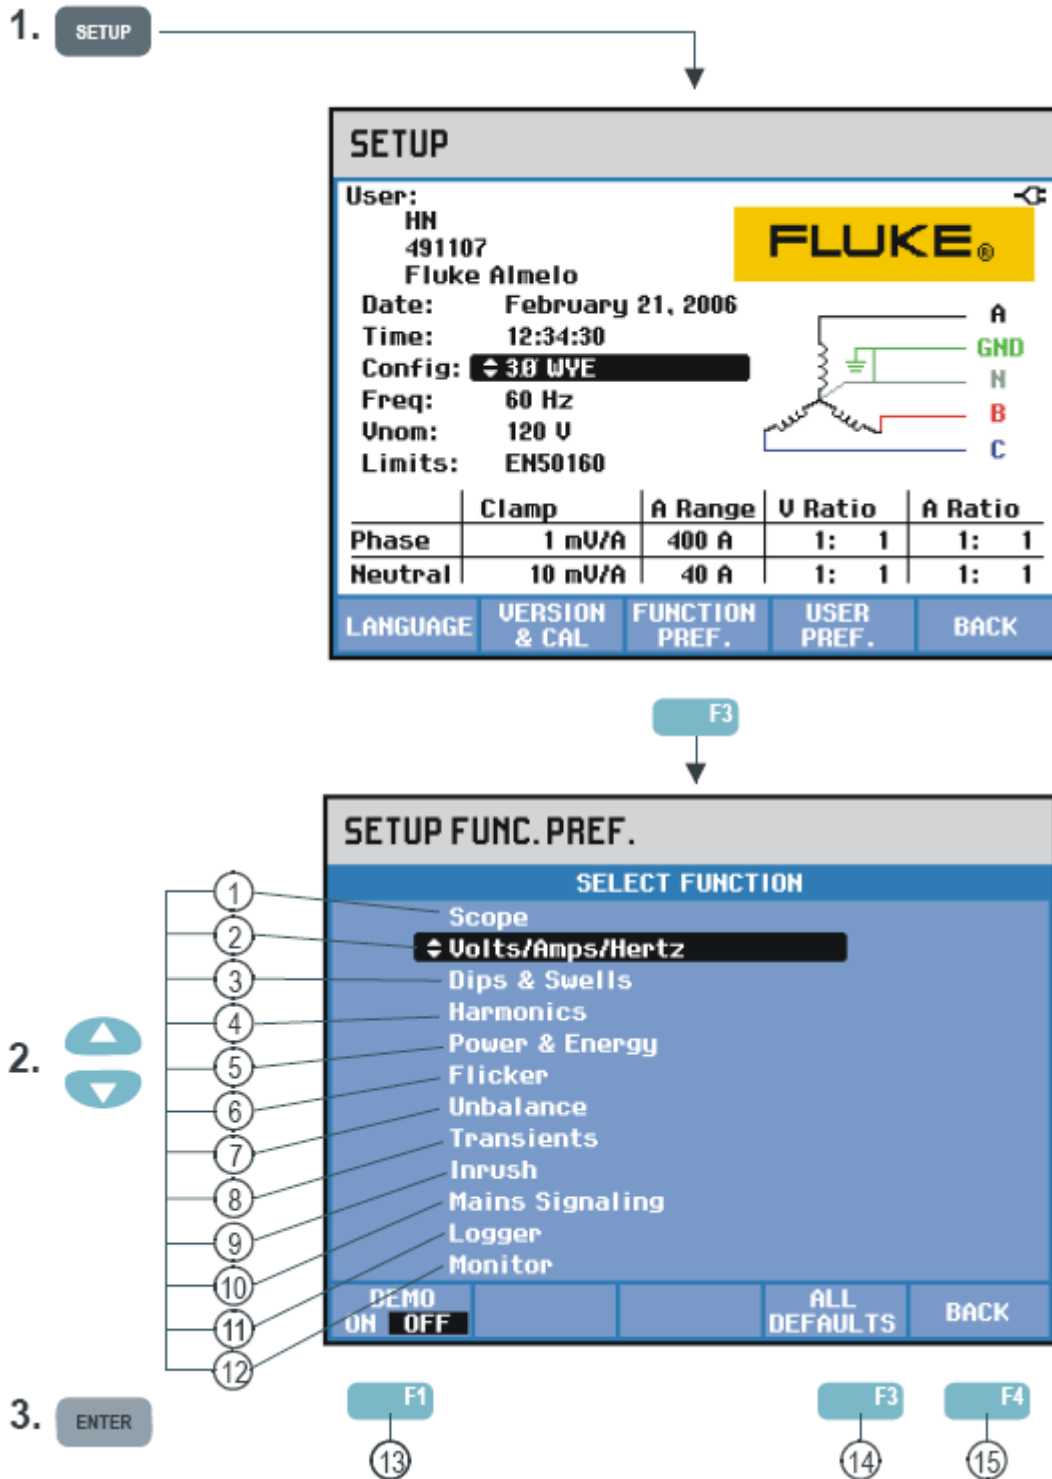 1. SETUP
SETUP
User:
HN
491107
Fluke Almelo
FLUKE®
Date: February 21, 2006
Time: 12:34:30
Config: 3Ø WYE
Freq: 60 Hz
Vnom: 120 V
Limits: EN50160
A
GND
N
B
C
Clamp A Range V Ratio A Ratio
Phase 1 mV/A 400 A 1: 1 1: 1
Neutral 10 mV/A 40 A 1: 1 1: 1
LANGUAGE VERSION & CAL FUNCTION PREF. USER PREF. BACK
F3
SETUP FUNC. PREF.
SELECT FUNCTION
2.
1 Scope
2 Volts/Amps/Hertz
3 Dips & Swells
4 Harmonics
5 Power & Energy
6 Flicker
7 Unbalance
8 Transients
9 Inrush
10 Mains Signaling
11 Logger
12 Monitor
DEMO ON OFF ALL DEFAULTS BACK
3. ENTER
F1 F3 F4
13 14 15